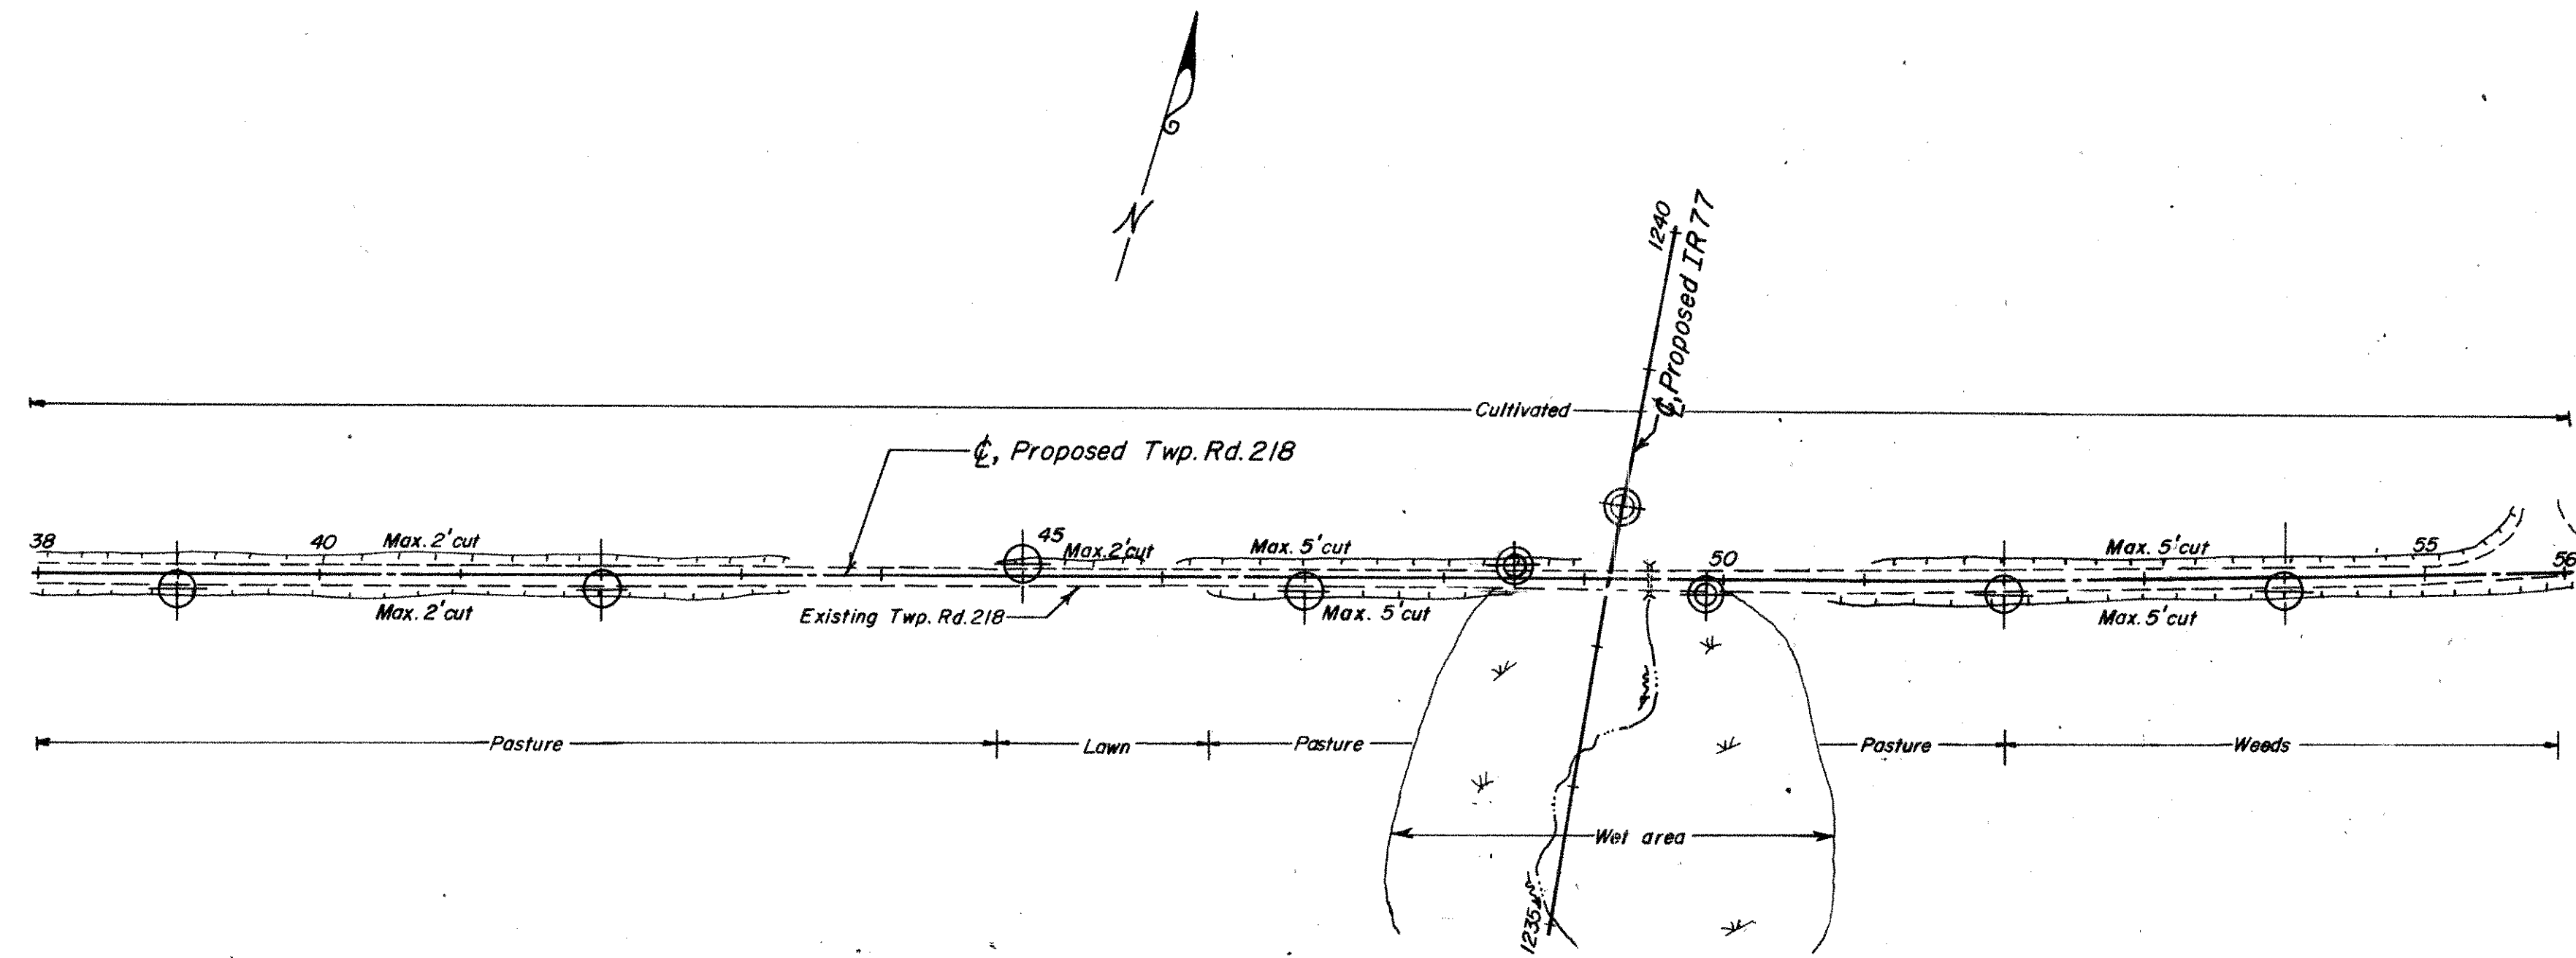 N
1240
℄, Proposed IR 77
Cultivated
℄, Proposed Twp. Rd. 218
38
40
Max. 2' cut
45
Max. 2' cut
Max. 5' cut
50
Max. 5' cut
55
56
Max. 2' cut
Existing Twp. Rd. 218
Max. 5' cut
Max. 5' cut
Pasture
Lawn
Pasture
Pasture
Weeds
Wet area
1235